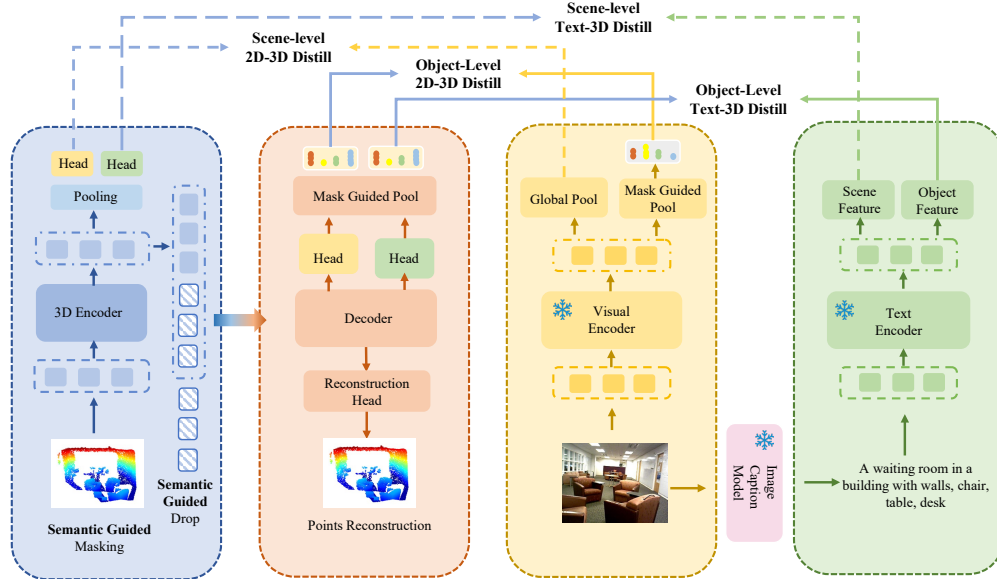 Scene-level
Text-3D Distill
Scene-level
2D-3D Distill
Object-Level
2D-3D Distill
Object-Level
Text-3D Distill
Head
Head
Pooling
3D Encoder
Semantic Guided
Masking
Semantic
Guided
Drop
Mask Guided Pool
Head
Head
Decoder
Reconstruction
Head
Points Reconstruction
Global Pool
Mask Guided
Pool
Visual
Encoder
Image
Caption
Model
Scene
Feature
Object
Feature
Text
Encoder
A waiting room in a
building with walls, chair,
table, desk